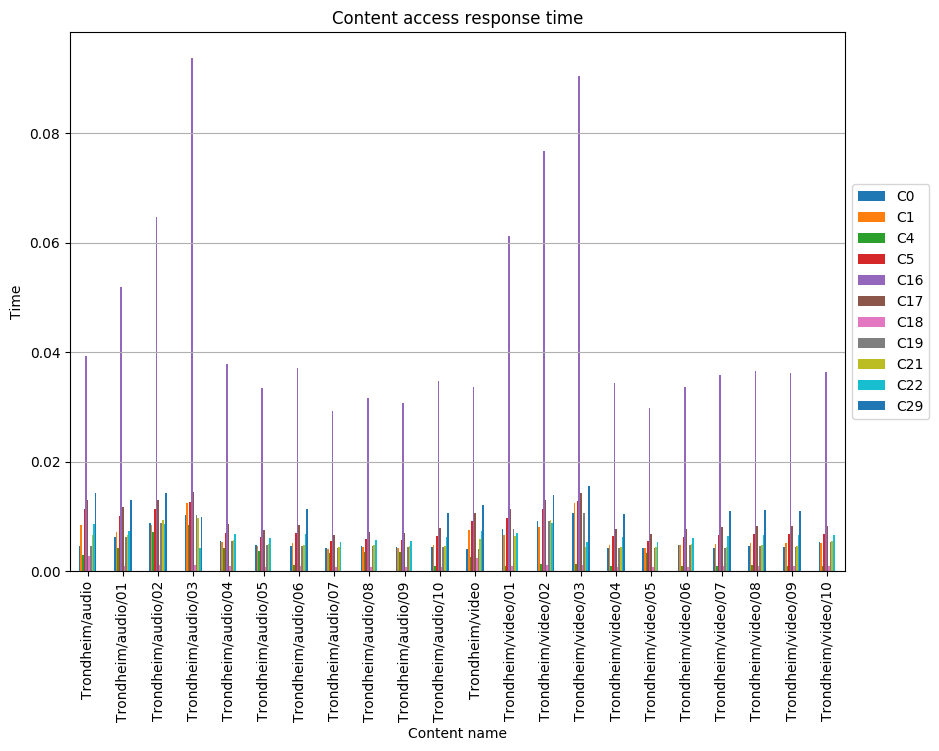 Content access response time
Time
0.08
0.06
0.04
0.02
0.00
C0
C1
C4
C5
C16
C17
C18
C19
C21
C22
C29
Trondheim/audio
Trondheim/audio/01
Trondheim/audio/02
Trondheim/audio/03
Trondheim/audio/04
Trondheim/audio/05
Trondheim/audio/06
Trondheim/audio/07
Trondheim/audio/08
Trondheim/audio/09
Trondheim/audio/10
Trondheim/video
Trondheim/video/01
Trondheim/video/02
Trondheim/video/03
Trondheim/video/04
Trondheim/video/05
Trondheim/video/06
Trondheim/video/07
Trondheim/video/08
Trondheim/video/09
Trondheim/video/10
Content name